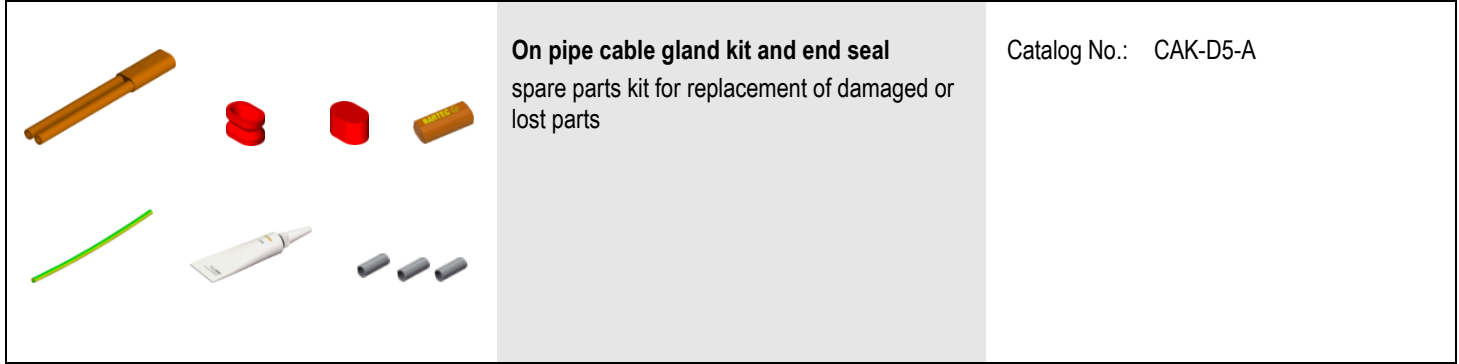 On pipe cable gland kit and end seal
spare parts kit for replacement of damaged or
lost parts
Catalog No.: CAK-D5-A
BARTEC